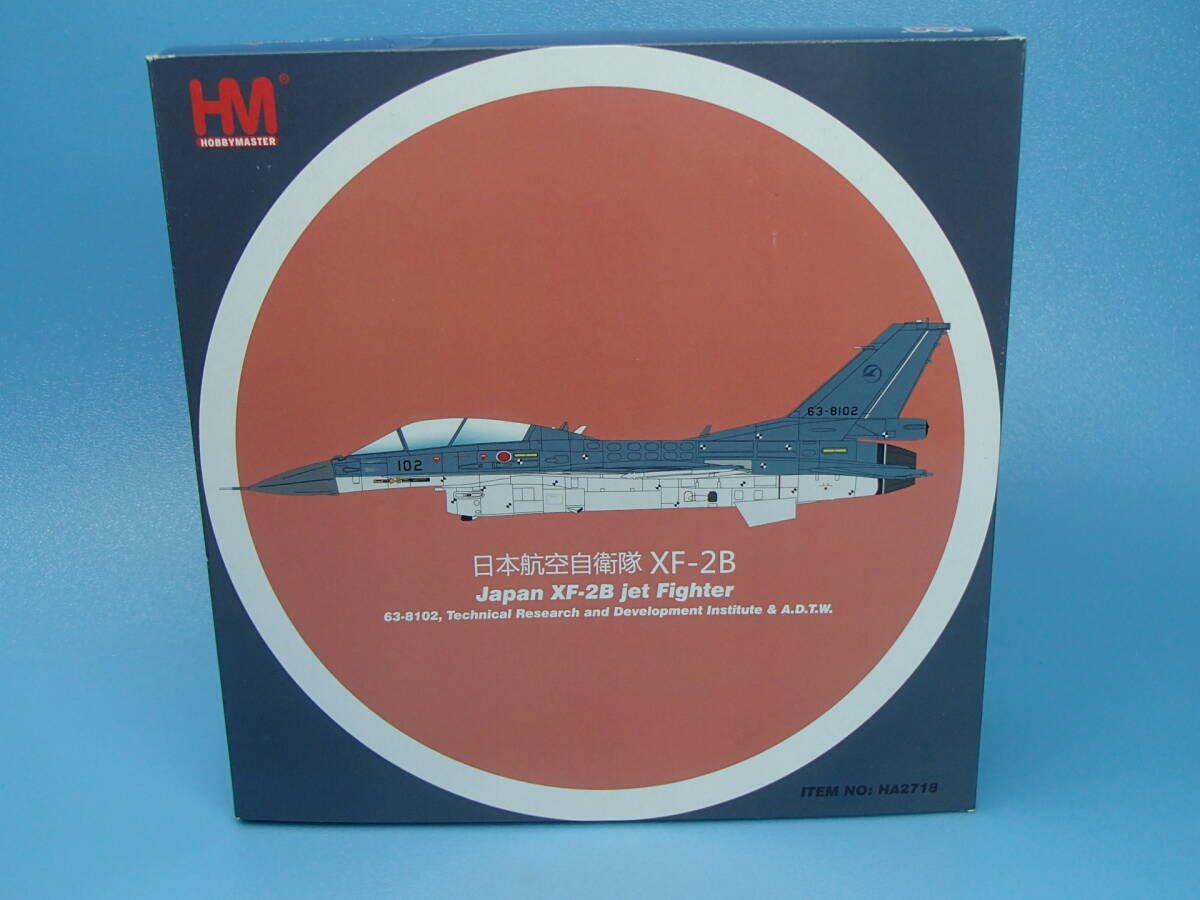 HM®
HOBBYMASTER
63-8102
102
日本航空自衛隊 XF-2B
Japan XF-2B jet Fighter
63-8102, Technical Research and Development Institute & A.D.T.W.
ITEM NO: HA2718